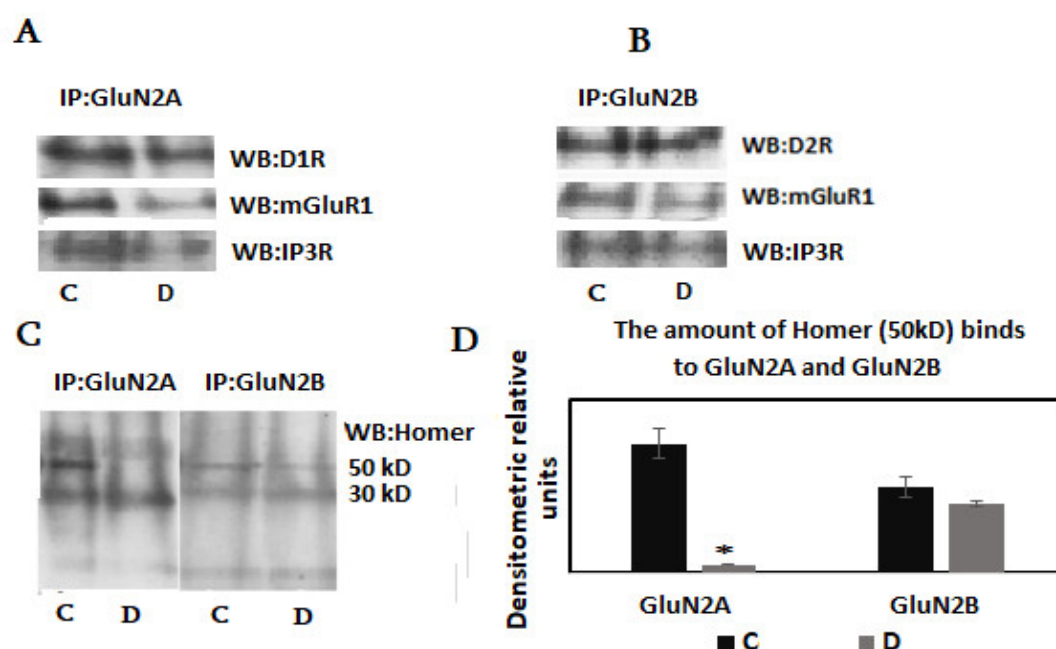 A
IP:GluN2A
WB:D1R
WB:mGluR1
WB:IP3R
C D
B
IP:GluN2B
WB:D2R
WB:mGluR1
WB:IP3R
C D
C
IP:GluN2A IP:GluN2B
WB:Homer
50 kD
30 kD
C D C D
D
The amount of Homer (50kD) binds
to GluN2A and GluN2B
Densitometric relative
units
*
GluN2A GluN2B
C D